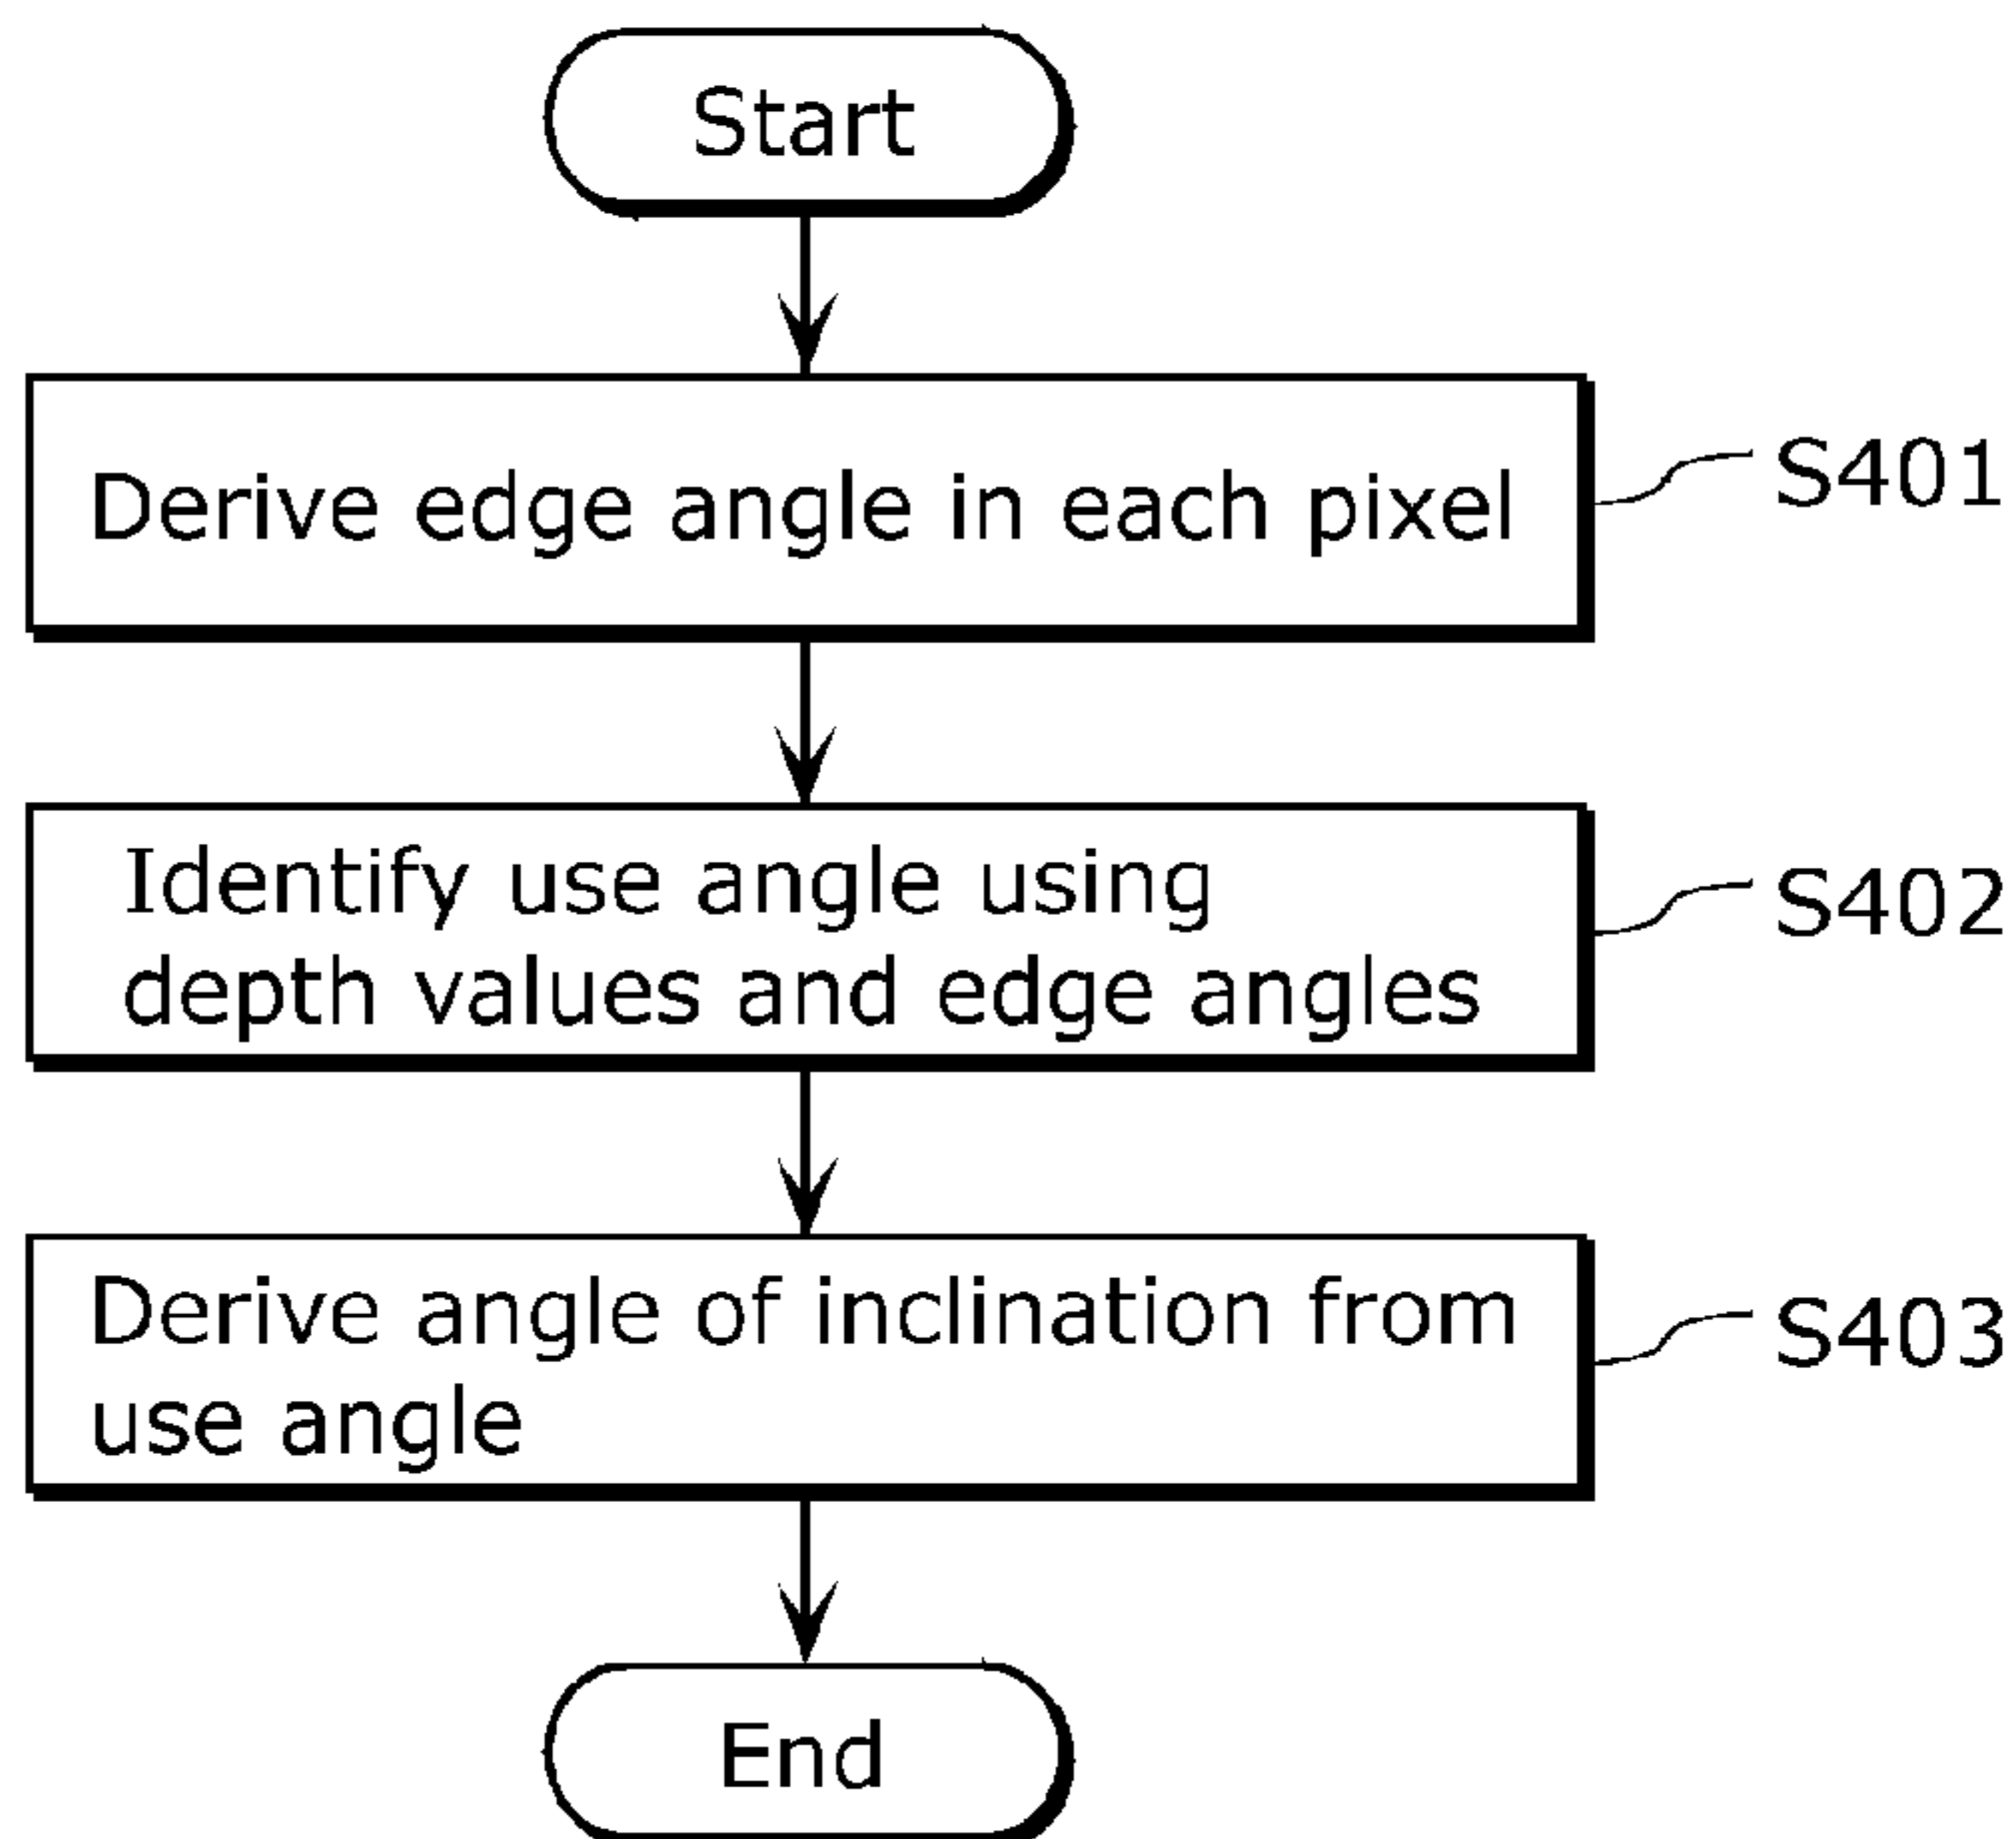 Start
Derive edge angle in each pixel
S401
Identify use angle using
depth values and edge angles
S402
Derive angle of inclination from
use angle
S403
End